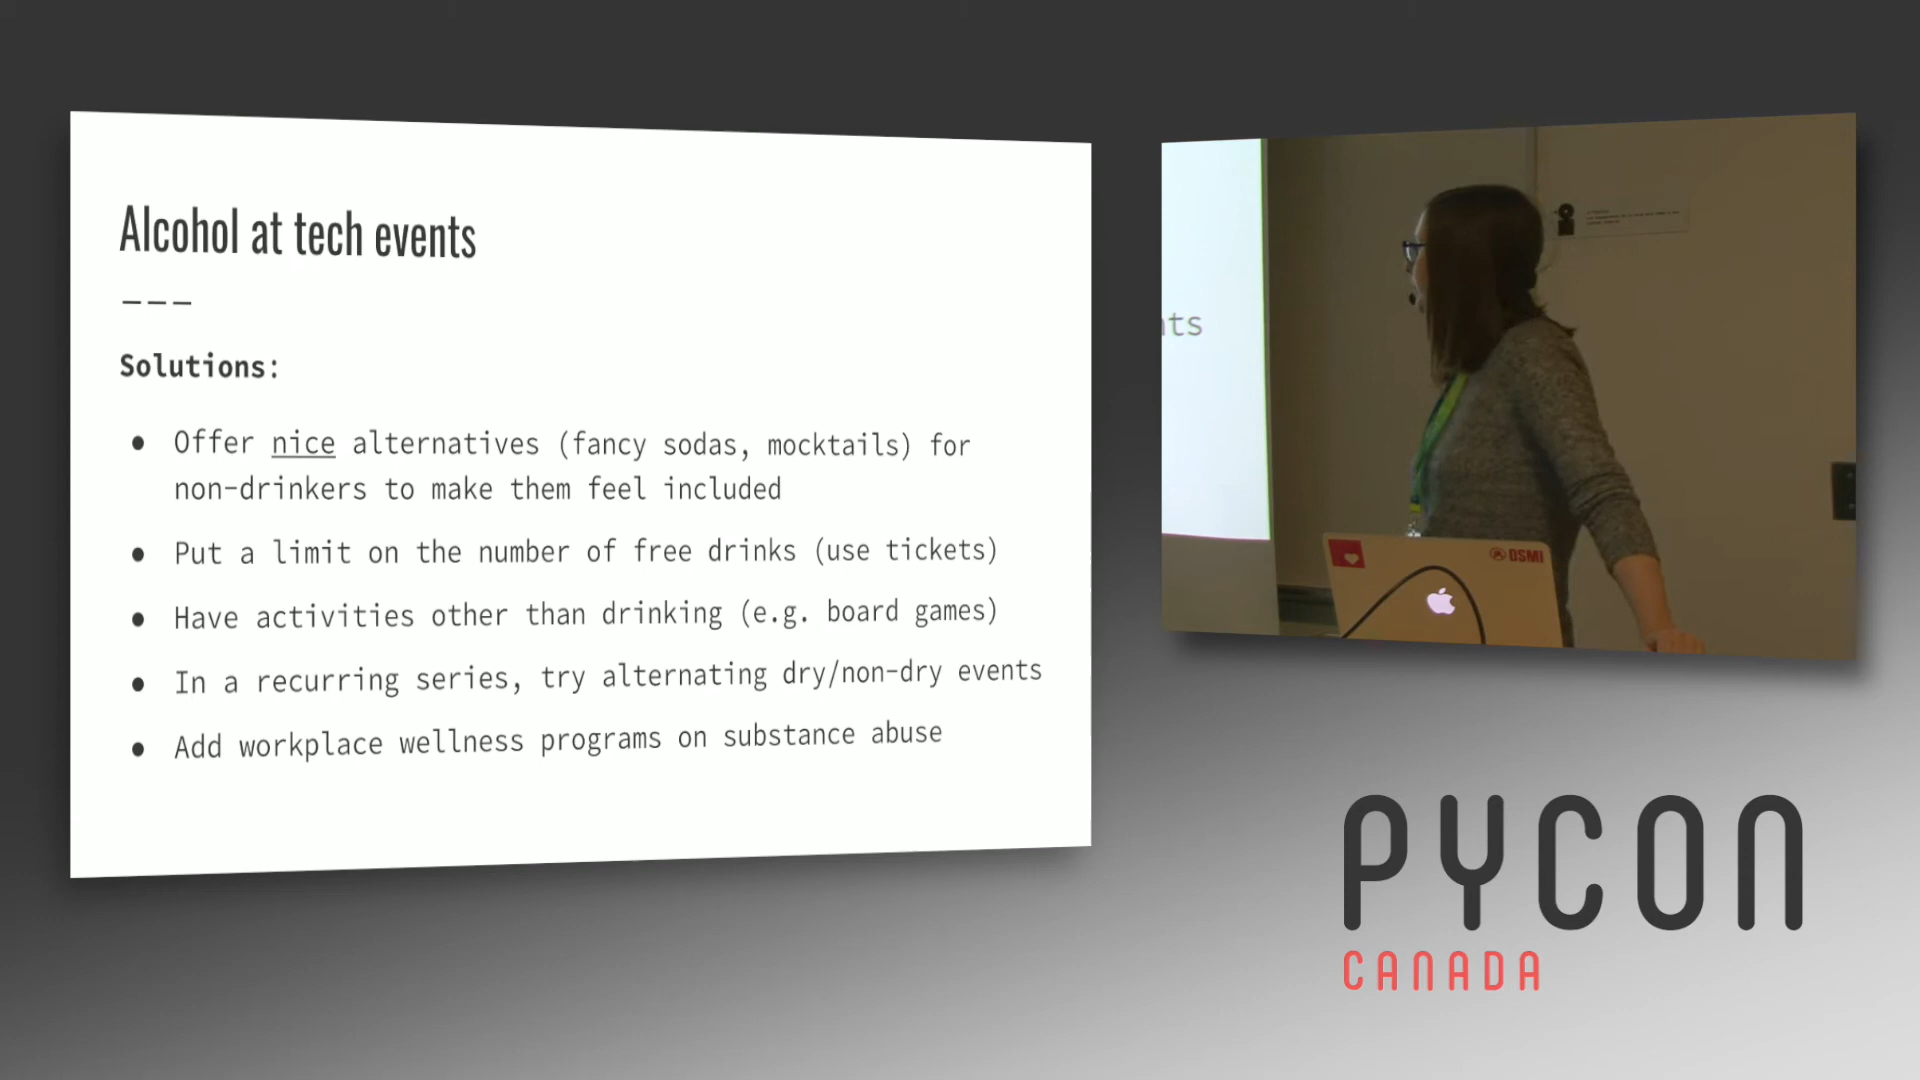 Alcohol at tech events
---
Solutions:
● Offer nice alternatives (fancy sodas, mocktails) for
non-drinkers to make them feel included
● Put a limit on the number of free drinks (use tickets)
● Have activities other than drinking (e.g. board games)
● In a recurring series, try alternating dry/non-dry events
● Add workplace wellness programs on substance abuse
nts
OSMI
PYCON
CANADA